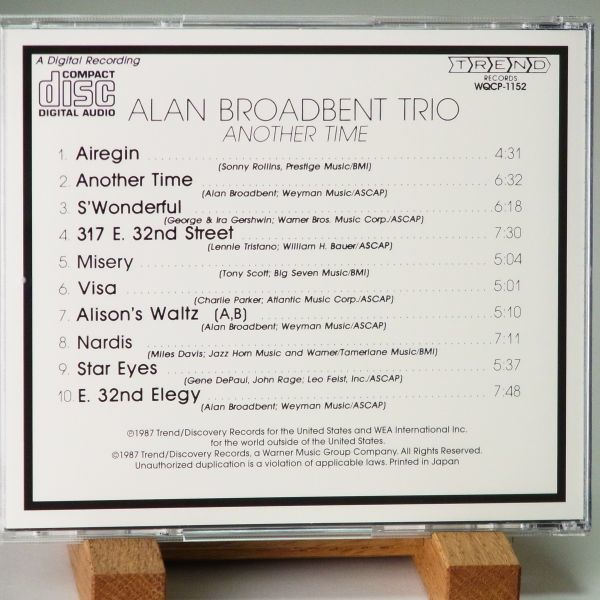 A Digital Recording
COMPACT
disc
DIGITAL AUDIO
TREND
RECORDS
WQCP-1152
ALAN BROADBENT TRIO
ANOTHER TIME
1. Airegin 4:31
(Sonny Rollins, Prestige Music/BMI)
2. Another Time 6:32
(Alan Broadbent; Weyman Music/ASCAP)
3. S'Wonderful 6:18
(George & Ira Gershwin; Warner Bros. Music Corp./ASCAP)
4. 317 E. 32nd Street 7:30
(Lennie Tristano; William H. Bauer/ASCAP)
5. Misery 5:04
(Tony Scott; Big Seven Music/BMI)
6. Visa 5:01
(Charlie Parker; Atlantic Music Corp./ASCAP)
7. Alison's Waltz (A,B) 5:10
(Alan Broadbent; Weyman Music/ASCAP)
8. Nardis 7:11
(Miles Davis; Jazz Horn Music and Warner/Tamerlane Music/BMI)
9. Star Eyes 5:37
(Gene DePaul, John Rage; Leo Feist, Inc./ASCAP)
10. E. 32nd Elegy 7:48
(Alan Broadbent; Weyman Music/ASCAP)
℗1987 Trend/Discovery Records for the United States and WEA International Inc.
for the world outside of the United States.
©1987 Trend/Discovery Records, a Warner Music Group Company. All Rights Reserved.
Unauthorized duplication is a violation of applicable laws. Printed in Japan